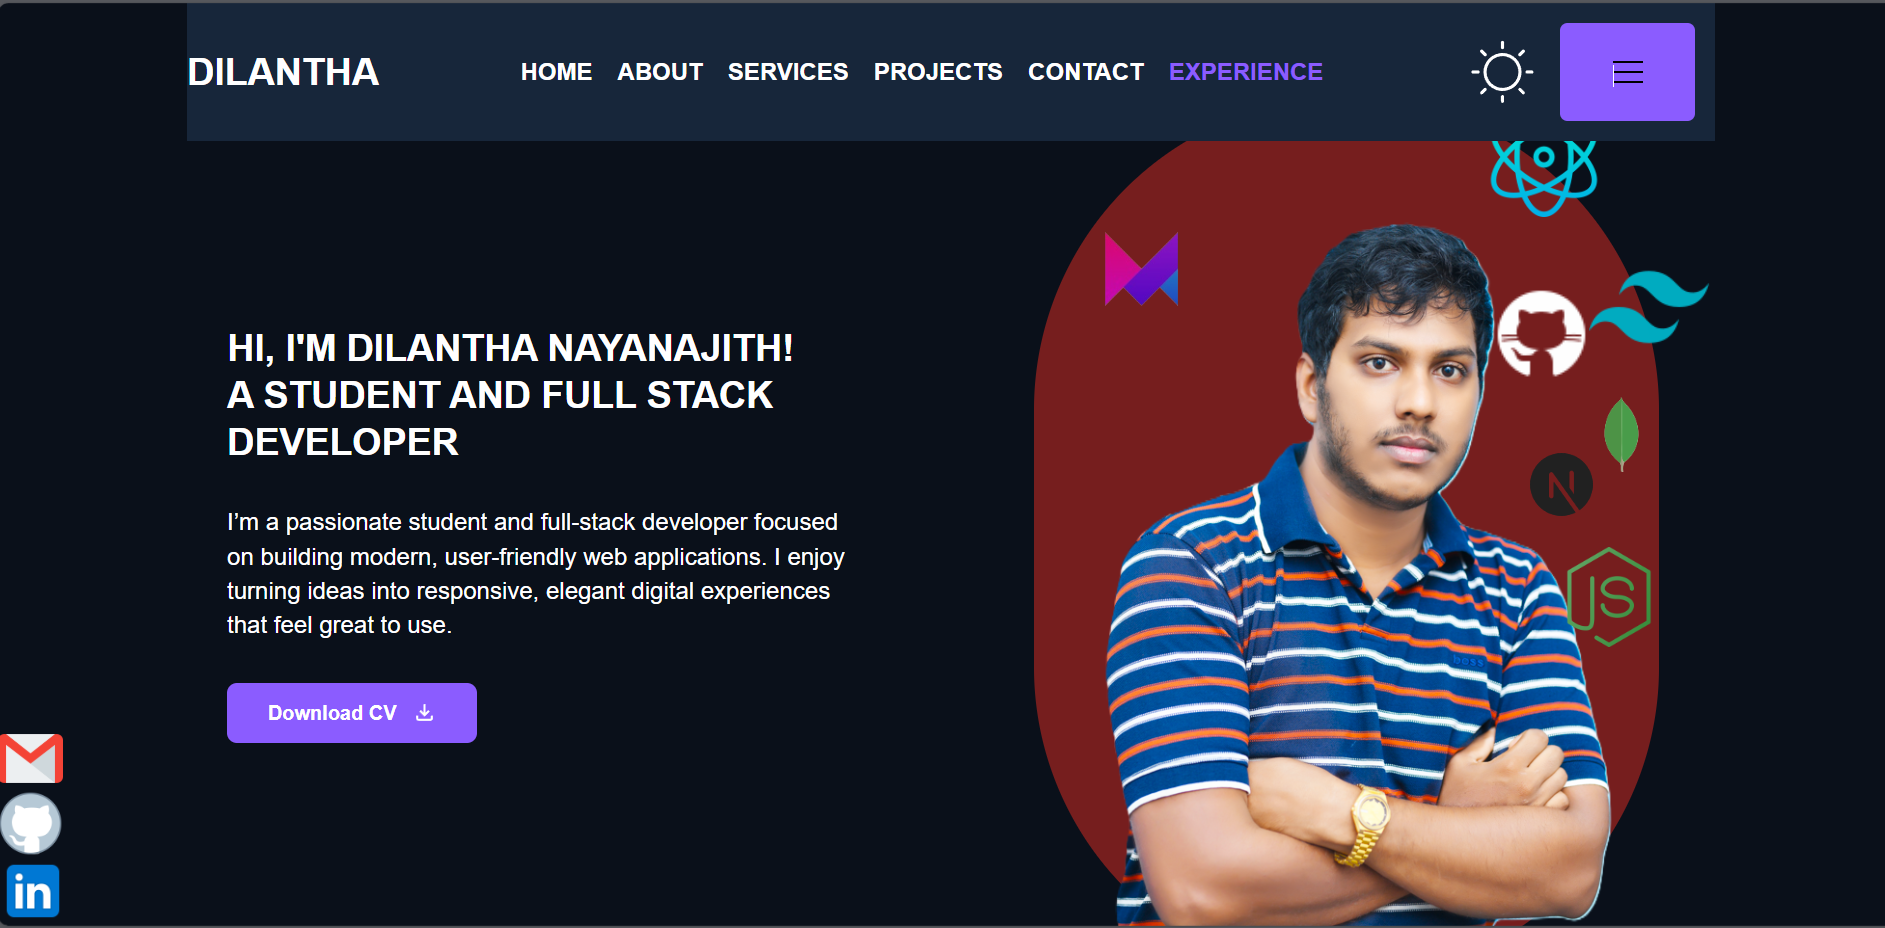 DILANTHA
HOME ABOUT SERVICES PROJECTS CONTACT EXPERIENCE
HI, I'M DILANTHA NAYANAJITH!
A STUDENT AND FULL STACK
DEVELOPER
I’m a passionate student and full-stack developer focused
on building modern, user-friendly web applications. I enjoy
turning ideas into responsive, elegant digital experiences
that feel great to use.
Download CV
N
JS
boss
in